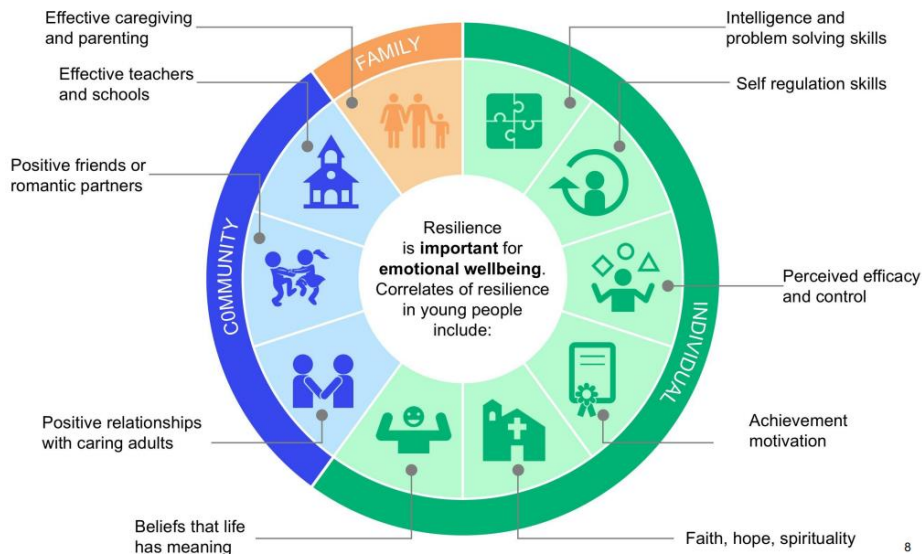 Effective caregiving
and parenting
Effective teachers
and schools
Positive friends or
romantic partners
Positive relationships
with caring adults
Beliefs that life
has meaning
FAMILY
C0MMUNITY
INDIVIDUAL
Resilience
is important for
emotional wellbeing.
Correlates of resilience
in young people
include:
Intelligence and
problem solving skills
Self regulation skills
Perceived efficacy
and control
Achievement
motivation
Faith, hope, spirituality
8